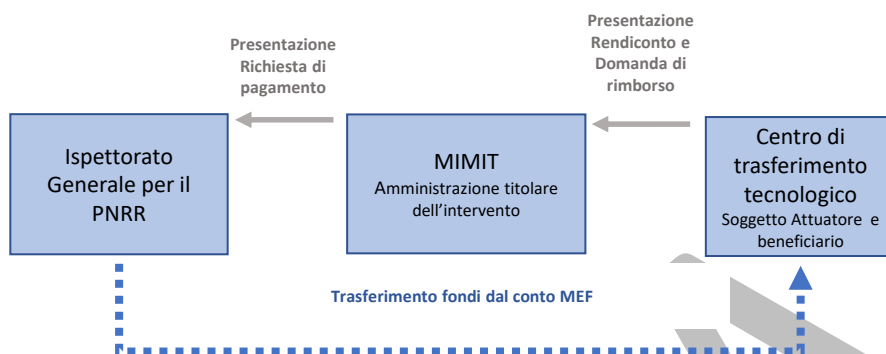 Presentazione
Richiesta di
pagamento
Presentazione
Rendiconto e
Domanda di
rimborso
Ispettorato
Generale per il
PNRR
MIMIT
Amministrazione titolare
dell'intervento
Centro di
trasferimento
tecnologico
Soggetto Attuatore e
beneficiario
Trasferimento fondi dal conto MEF